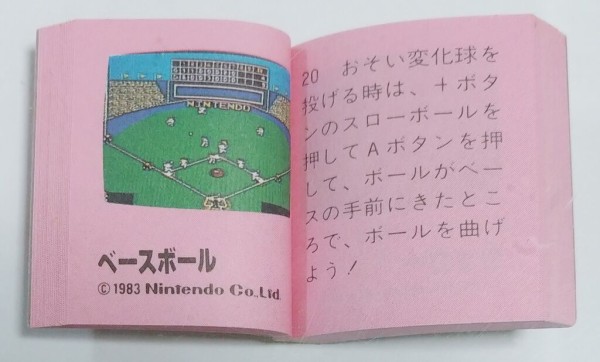 NINTENDO
ベースボール
©1983 Nintendo Co.,Ltd.
20 おそい変化球を
投げる時は、+ボタ
ンのスローボールを
押してAボタンを押
して、ボールがベー
スの手前にきたとこ
ろで、ボールを曲げ
よう!